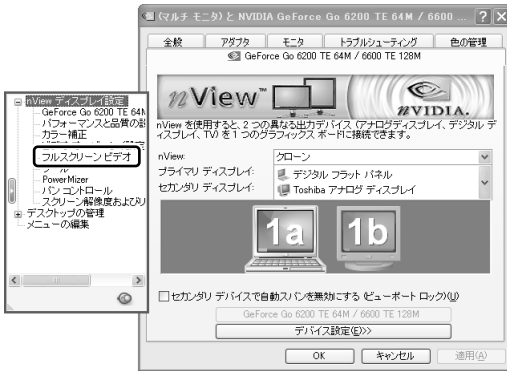 (マルチ モニタ) と NVIDIA GeForce Go 6200 TE 64M / 6600 ...
全般 アダプタ モニタ トラブルシューティング 色の管理
GeForce Go 6200 TE 64M / 6600 TE 128M
nView™
NVIDIA.
nView を使用すると、2 つの異なる出力デバイス (アナログディスプレイ、デジタル デ
ィスプレイ、TV) を 1 つのグラフィックス ボードに接続できます。
nView: クローン
プライマリ ディスプレイ: デジタル フラット パネル
セカンダリ ディスプレイ: Toshiba アナログ ディスプレイ
1a 1b
セカンダリ デバイスで自動スパンを無効にする (ビューポート ロック)(U)
GeForce Go 6200 TE 64M / 6600 TE 128M
デバイス設定(E)>>
OK キャンセル 適用(A)
nView ディスプレイ設定
GeForce Go 6200 TE 64M
パフォーマンスと品質の設
カラー補正
フルスクリーン ビデオ
PowerMizer
パン コントロール
スクリーン解像度およびリ
デスクトップの管理
メニューの編集